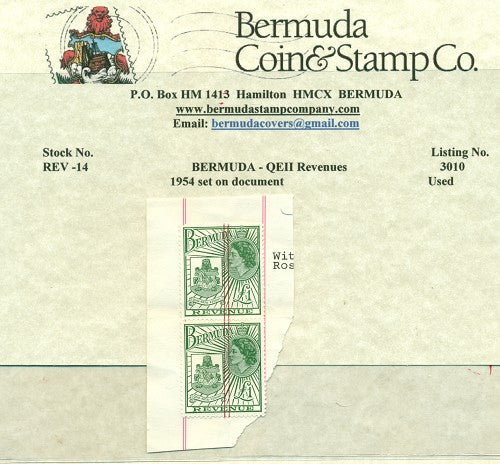 Bermuda
Coin&Stamp Co.
P.O. Box HM 1413 Hamilton HMCX BERMUDA
www.bermudastampcompany.com
Email: bermudacovers@gmail.com
Stock No. Listing No.
REV -14 BERMUDA - QEII Revenues 3010
1954 set on document Used
BERMUDA
£1
REVENUE
Wit
Ros
BERMUDA
£1
REVENUE